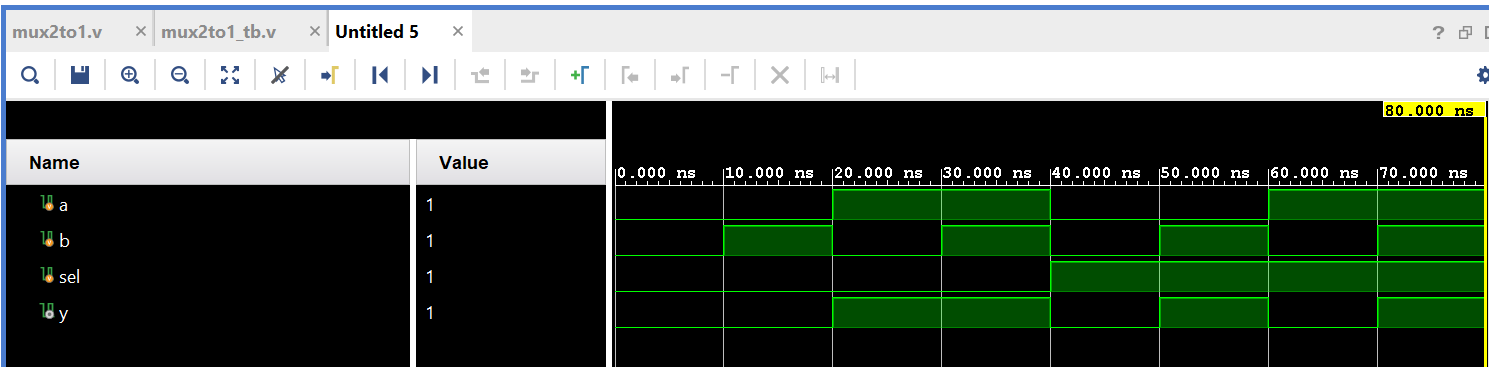 mux2to1.v × mux2to1_tb.v × Untitled 5 × ?
80.000 ns
Name Value
0.000 ns 10.000 ns 20.000 ns 30.000 ns 40.000 ns 50.000 ns 60.000 ns 70.000 ns
a 1
b 1
sel 1
y 1